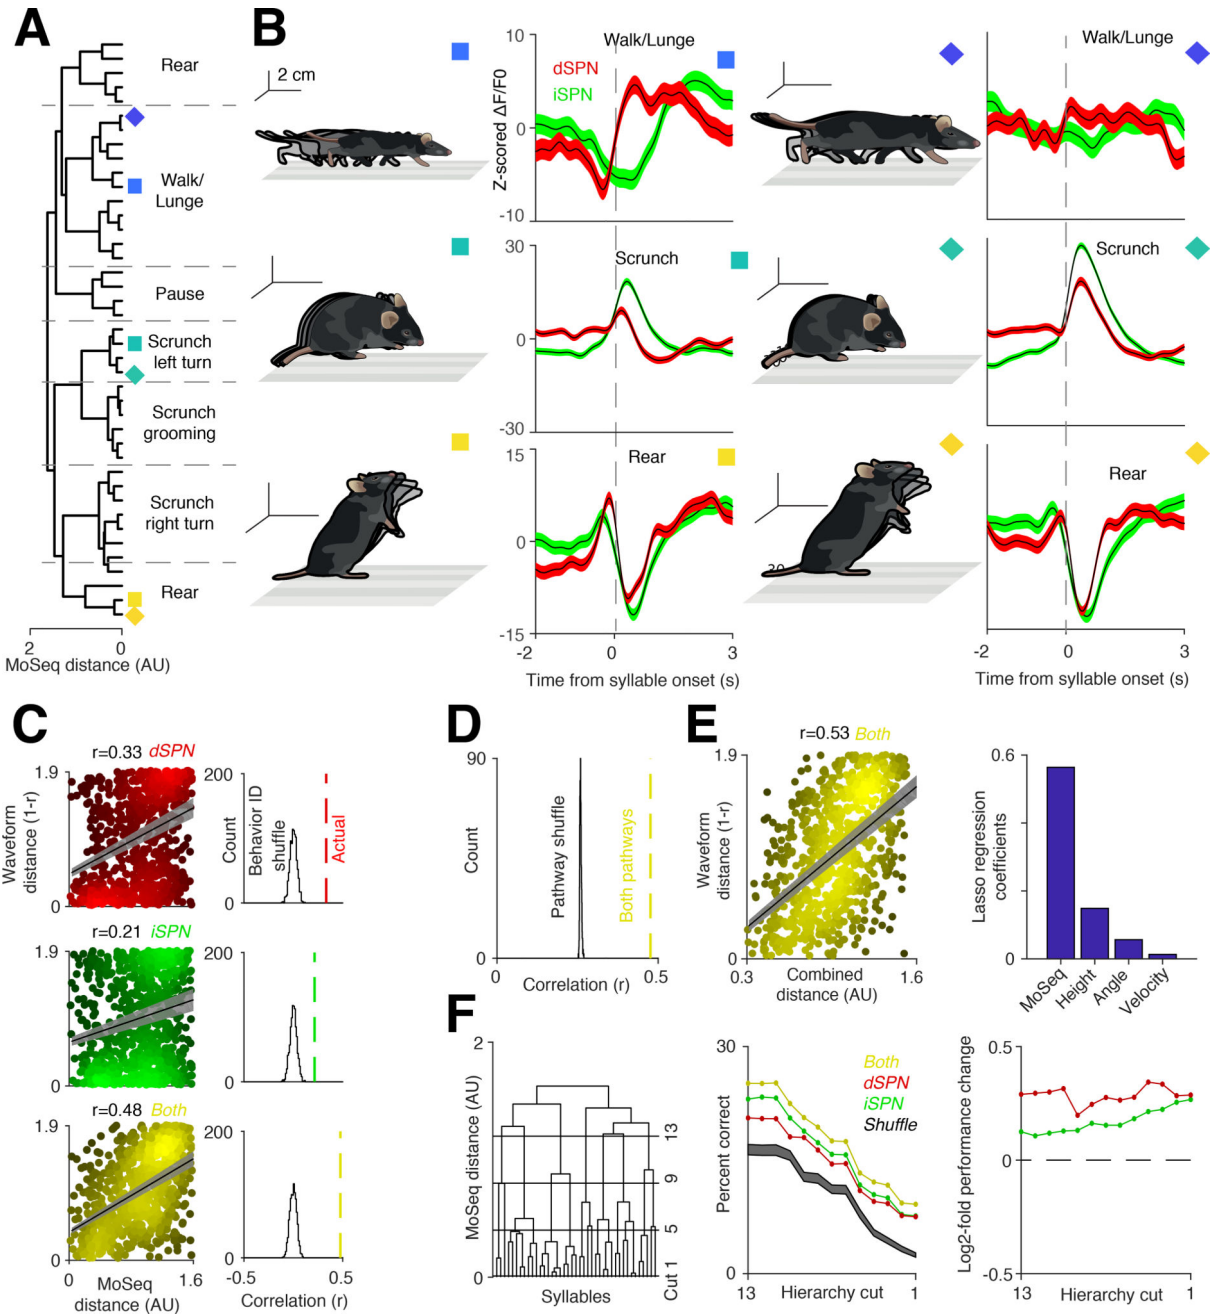 A
Rear
Walk/
Lunge
Pause
Scrunch
left turn
Scrunch
grooming
Scrunch
right turn
Rear
2
0
MoSeq distance (AU)
B
2 cm
Walk/Lunge
dSPN
iSPN
10
0
-10
Z-scored ΔF/F0
Walk/Lunge
Scrunch
30
0
-30
Scrunch
Rear
15
0
-15
-2
0
3
Time from syllable onset (s)
Rear
-2
0
3
Time from syllable onset (s)
C
r=0.33 dSPN
1.9
0
Waveform
distance (1-r)
200
0
Count
Behavior ID
shuffle
Actual
r=0.21 iSPN
1.9
0
200
0
r=0.48 Both
1.9
0
0
1.6
MoSeq
distance (AU)
200
0
-0.5
0.5
Correlation (r)
D
90
0
Count
Pathway shuffle
Both pathways
0
0.5
Correlation (r)
E
r=0.53 Both
1.9
0
Waveform
distance (1-r)
0.3
1.6
Combined
distance (AU)
0.6
0
Lasso regression
coefficients
MoSeq
Height
Angle
Velocity
F
2
0
MoSeq distance (AU)
13
9
5
Cut 1
Syllables
30
0
Percent correct
Both
dSPN
iSPN
Shuffle
13
1
Hierarchy cut
0.5
0
-0.5
Log2-fold performance change
13
1
Hierarchy cut